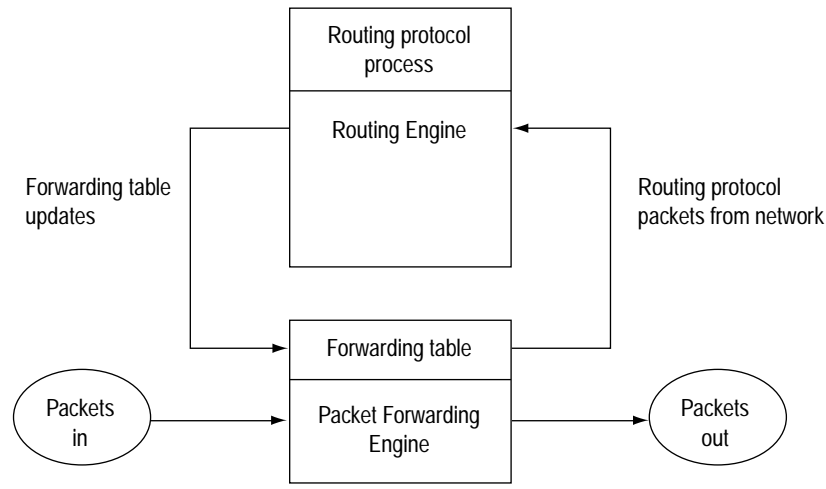 Routing protocol
process
Routing Engine
Forwarding table
updates
Routing protocol
packets from network
Forwarding table
Packets
in
Packet Forwarding
Engine
Packets
out